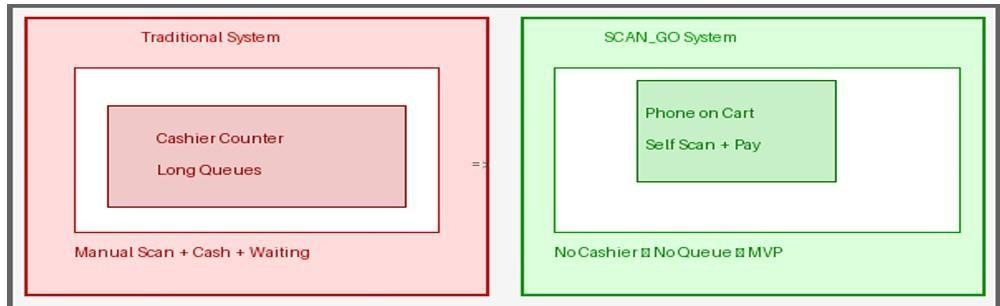 Traditional System
Cashier Counter
Long Queues
Manual Scan + Cash + Waiting
=>
SCAN_GO System
Phone on Cart
Self Scan + Pay
No Cashier  No Queue  MVP